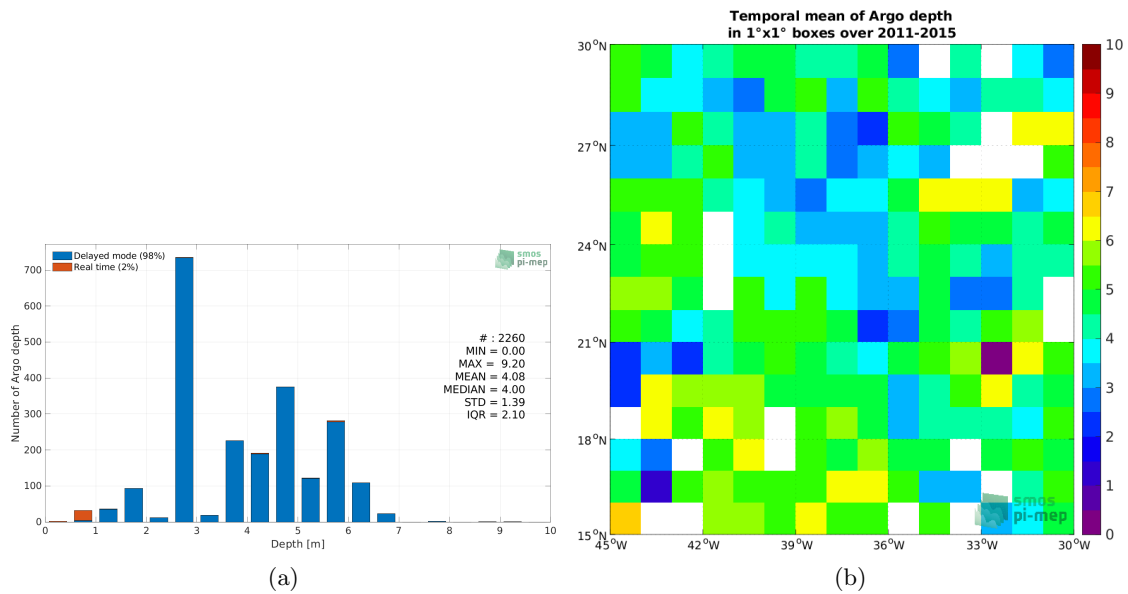 Delayed mode (98%)
Real time (2%)
smos
pi-mep
# : 2260
MIN = 0.00
MAX = 9.20
MEAN = 4.08
MEDIAN = 4.00
STD = 1.39
IQR = 2.10
Number of Argo depth
700
600
500
400
300
200
100
0
0 1 2 3 4 5 6 7 8 9 10
Depth [m]
(a)
Temporal mean of Argo depth
in 1°x1° boxes over 2011-2015
30°N
27°N
24°N
21°N
18°N
15°N
45°W 42°W 39°W 36°W 33°W 30°W
smos
pi-mep
10
9
8
7
6
5
4
3
2
1
0
(b)